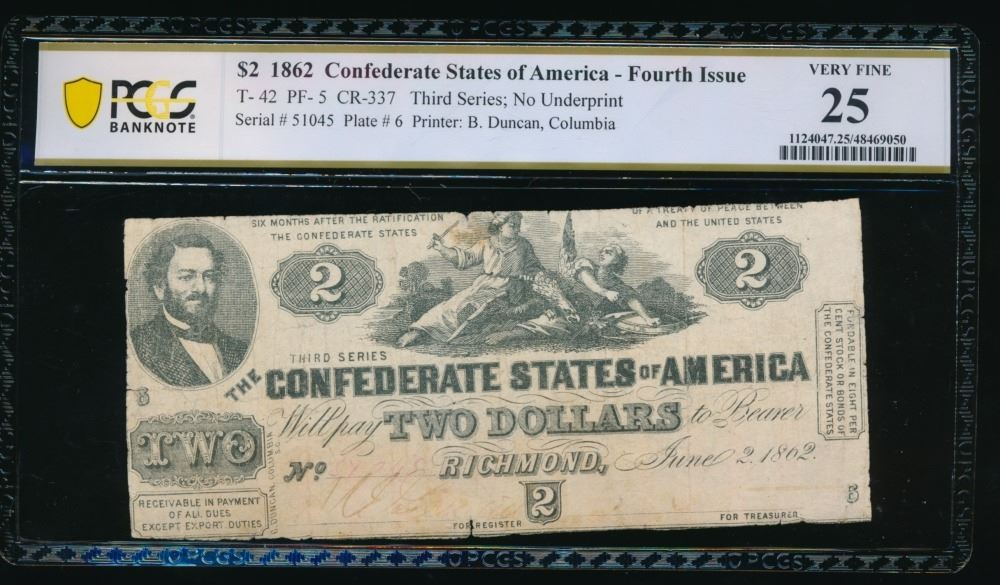 PCGS
BANKNOTE
$2 1862 Confederate States of America - Fourth Issue
T- 42 PF- 5 CR-337 Third Series; No Underprint
Serial # 51045 Plate # 6 Printer: B. Duncan, Columbia
VERY FINE
25
1124047.25/48469050
SIX MONTHS AFTER THE RATIFICATION
THE CONFEDERATE STATES
OF A TREATY OF PEACE BETWEEN
AND THE UNITED STATES
2
2
THIRD SERIES
THE CONFEDERATE STATES OF AMERICA
Will pay TWO DOLLARS to Bearer
No
RICHMOND, June 2, 1862.
6
TWO
RECEIVABLE IN PAYMENT
OF ALL DUES
EXCEPT EXPORT DUTIES
B. DUNCAN, COLUMBIA S.C.
FUNDABLE IN EIGHT PER
CENT STOCK OR BONDS OF
THE CONFEDERATE STATES
2
FOR REGISTER
FOR TREASURER
6